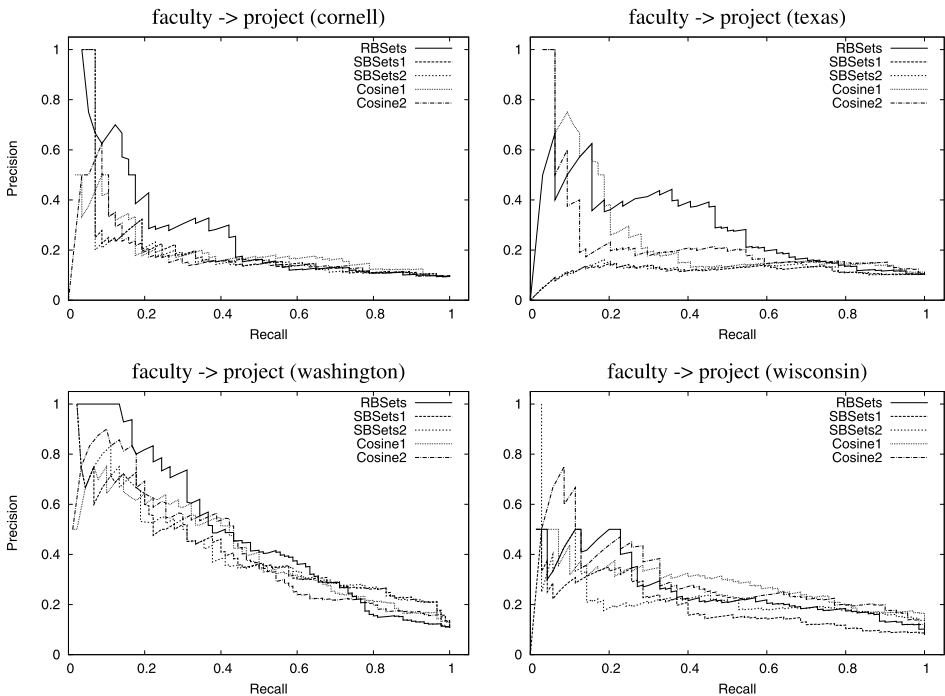 faculty -> project (cornell)
RBSets
SBSets1
SBSets2
Cosine1
Cosine2
1
0.8
0.6
0.4
0.2
0
Precision
0 0.2 0.4 0.6 0.8 1
Recall
faculty -> project (texas)
RBSets
SBSets1
SBSets2
Cosine1
Cosine2
1
0.8
0.6
0.4
0.2
0
0 0.2 0.4 0.6 0.8 1
Recall
faculty -> project (washington)
RBSets
SBSets1
SBSets2
Cosine1
Cosine2
1
0.8
0.6
0.4
0.2
0
Precision
0 0.2 0.4 0.6 0.8 1
Recall
faculty -> project (wisconsin)
RBSets
SBSets1
SBSets2
Cosine1
Cosine2
1
0.8
0.6
0.4
0.2
0
0 0.2 0.4 0.6 0.8 1
Recall